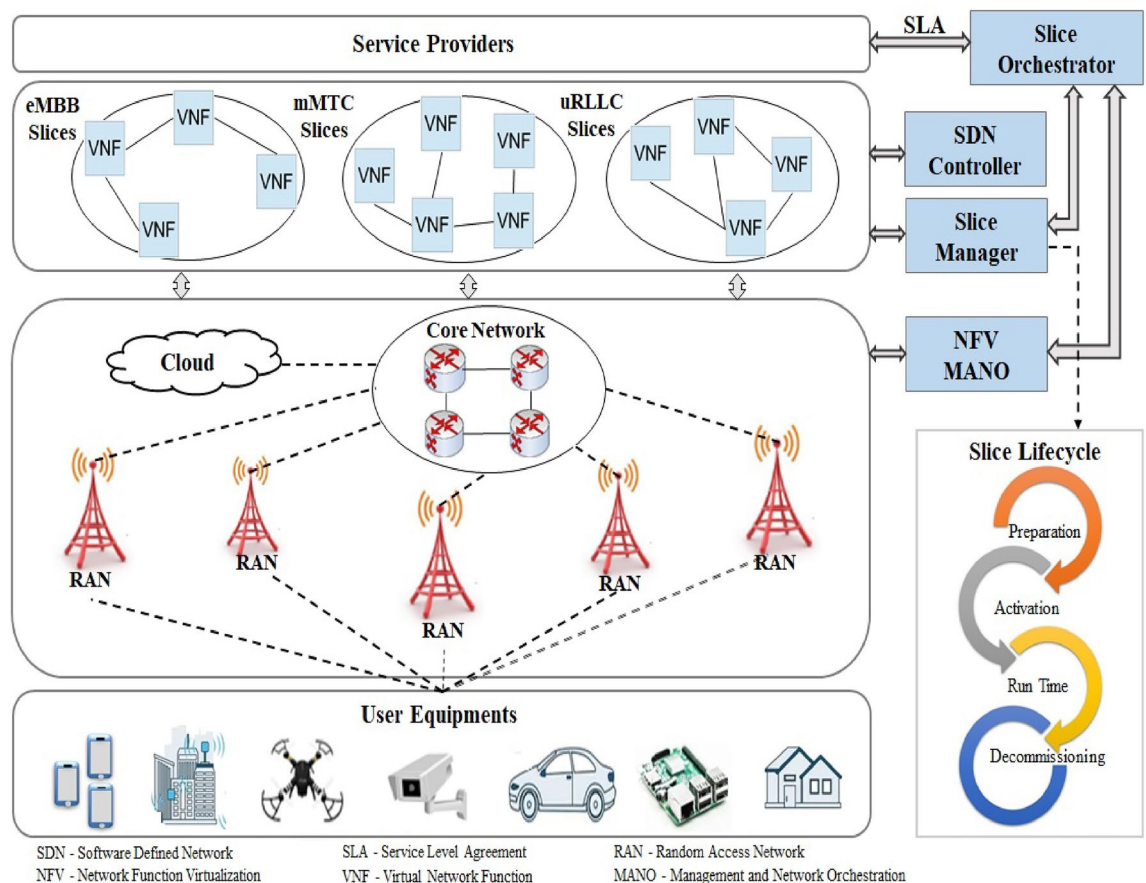 Service Providers
SLA
Slice
Orchestrator
eMBB
Slices
VNF
VNF
VNF
VNF
mMTC
Slices
VNF
VNF
VNF
VNF
VNF
uRLLC
Slices
VNF
VNF
VNF
VNF
SDN
Controller
Slice
Manager
Cloud
Core Network
NFV
MANO
RAN
RAN
RAN
RAN
RAN
Slice Lifecycle
Preparation
Activation
Run Time
Decommissioning
User Equipments
SDN - Software Defined Network
SLA - Service Level Agreement
RAN - Random Access Network
NFV - Network Function Virtualization
VNF - Virtual Network Function
MANO - Management and Network Orchestration